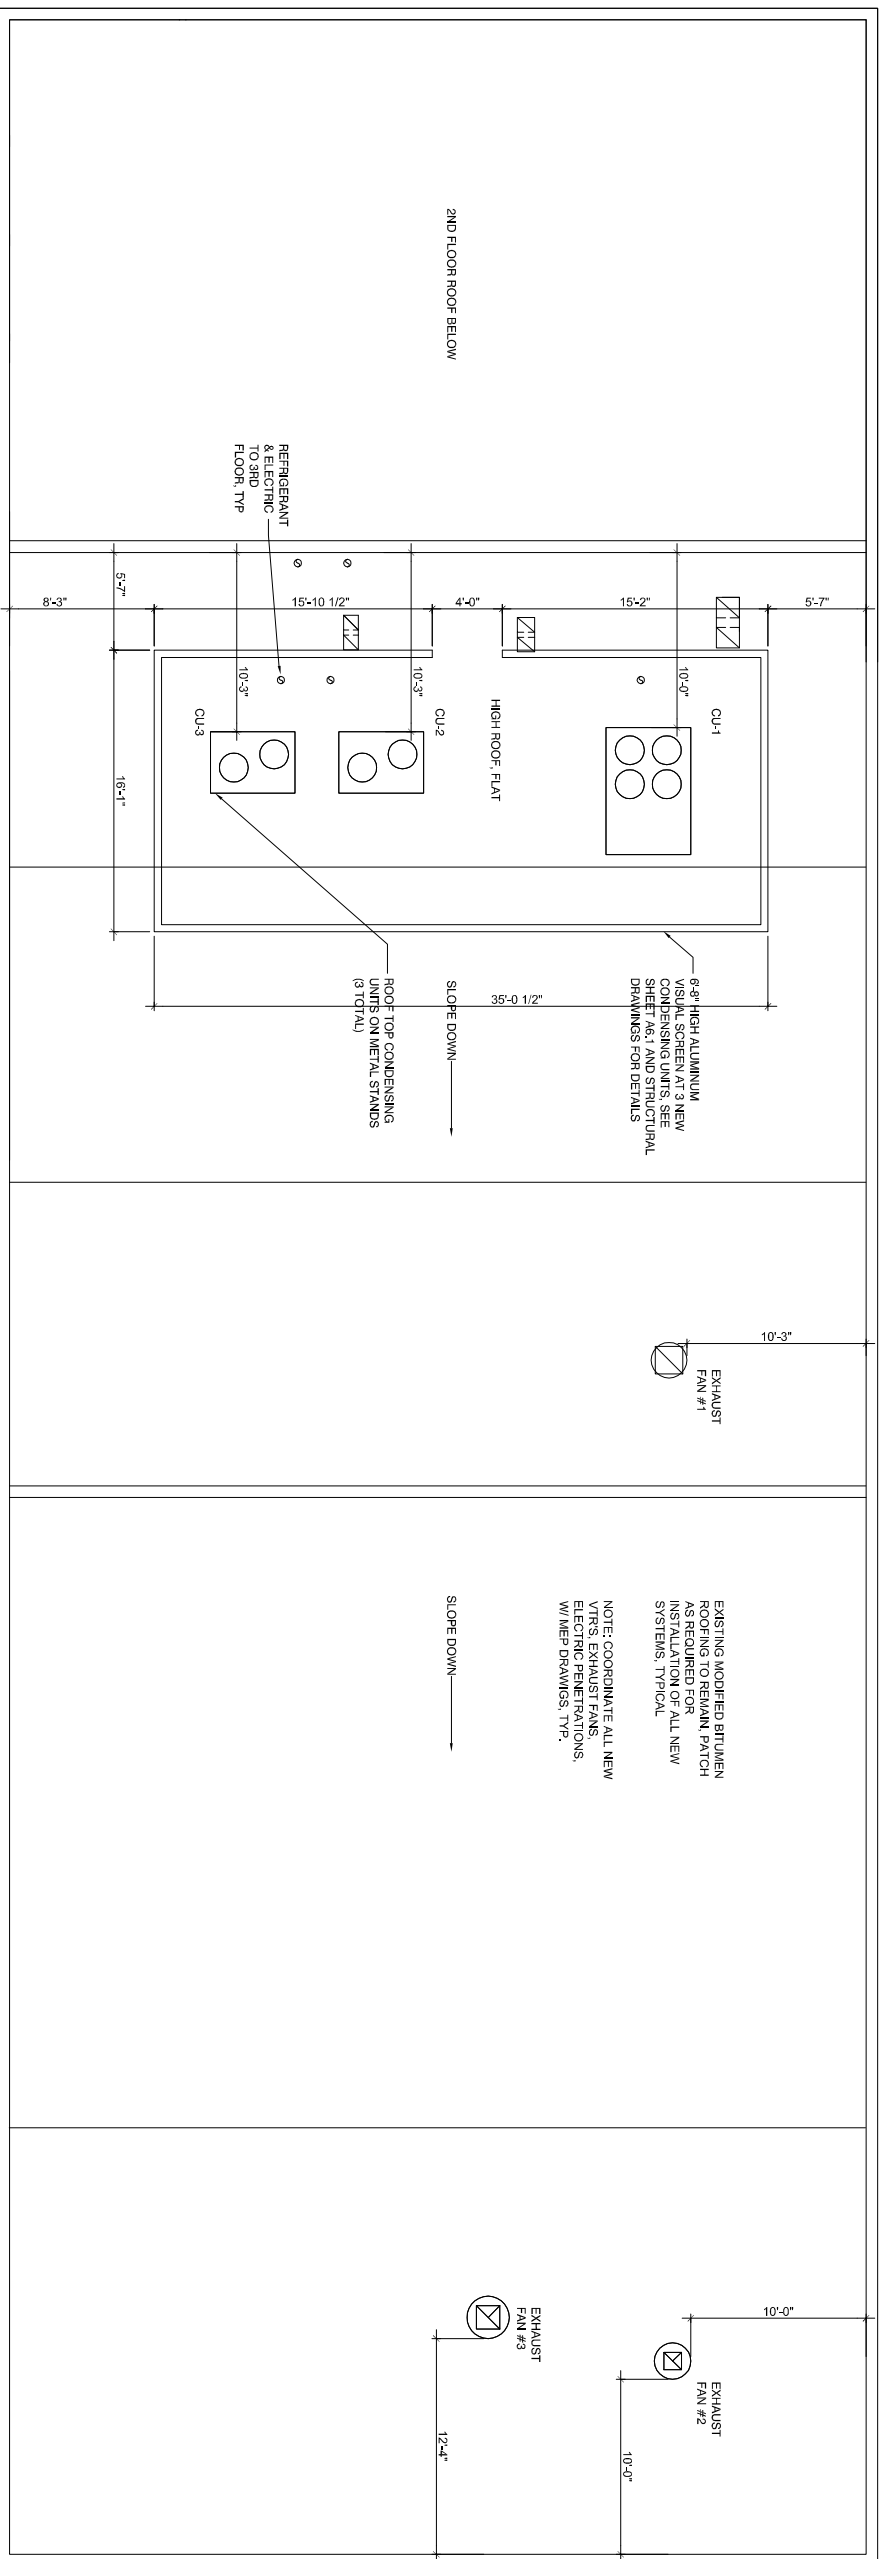 2ND FLOOR ROOF BELOW
REFRIGERANT
& ELECTRIC
TO 3RD
FLOOR, TYP
8'-3"
5'-7"
15'-10 1/2"
4'-0"
15'-2"
5'-7"
10'-3"
10'-3"
10'-0"
CU-3
CU-2
HIGH ROOF, FLAT
CU-1
16'-1"
35'-0 1/2"
ROOF TOP CONDENSING
UNITS ON METAL STANDS
(3 TOTAL)
SLOPE DOWN
6'-8" HIGH ALUMINUM
VISUAL SCREEN AT 3 NEW
CONDENSING UNITS, SEE
SHEET A6.1 AND STRUCTURAL
DRAWINGS FOR DETAILS
10'-3"
EXHAUST
FAN #1
EXISTING MODIFIED BITUMEN
ROOFING TO REMAIN, PATCH
AS REQUIRED FOR
INSTALLATION OF ALL NEW
SYSTEMS, TYPICAL
NOTE: COORDINATE ALL NEW
VTR'S, EXHAUST FANS,
ELECTRIC PENETRATIONS,
W/ MEP DRAWIGS, TYP.
SLOPE DOWN
EXHAUST
FAN #3
10'-0"
EXHAUST
FAN #2
12'-4"
10'-0"